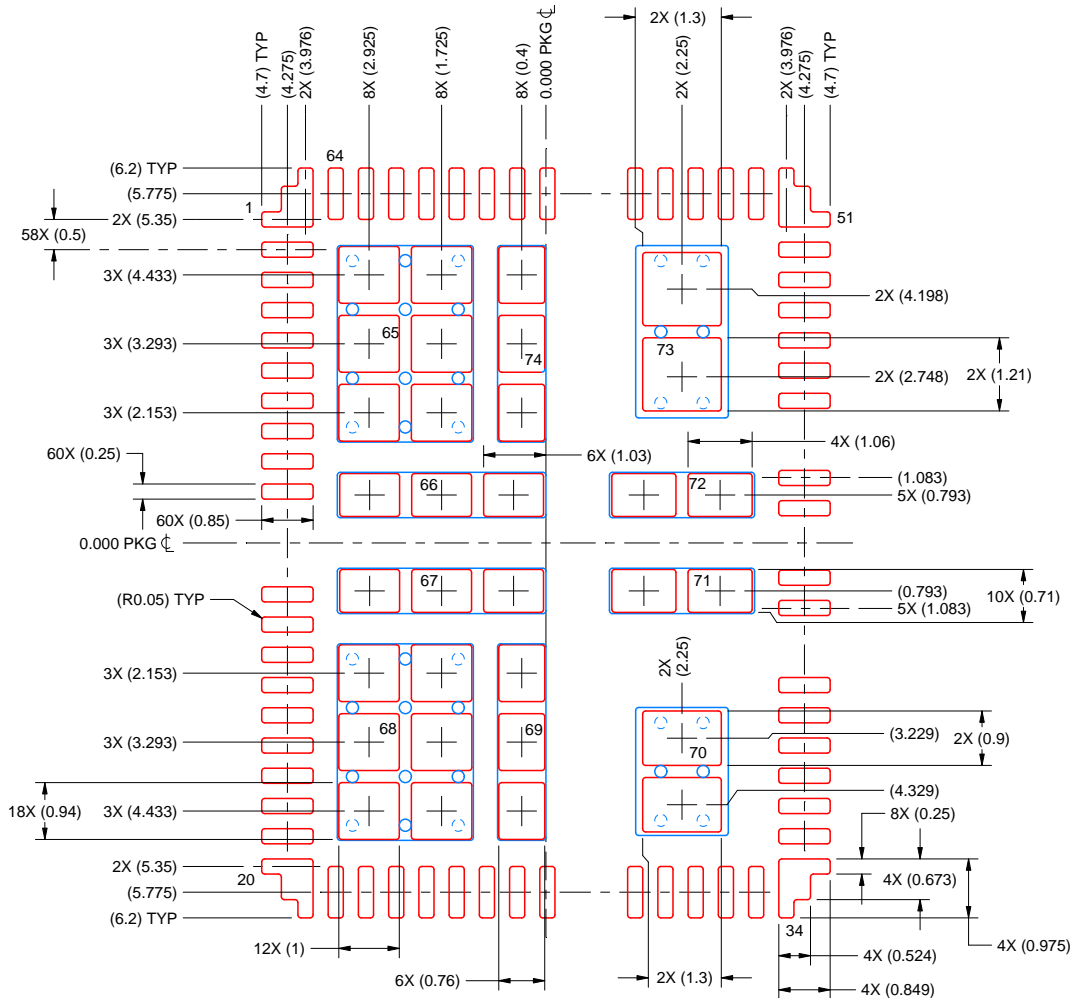 2X (1.3)
(4.7) TYP
(4.275)
2X (3.976)
8X (2.925)
8X (1.725)
8X (0.4)
0.000 PKG ℄
2X (2.25)
2X (3.976)
(4.275)
(4.7) TYP
(6.2) TYP
64
(5.775)
1
2X (5.35)
51
58X (0.5)
3X (4.433)
2X (4.198)
65
74
73
3X (3.293)
2X (2.748)
2X (1.21)
3X (2.153)
4X (1.06)
60X (0.25)
6X (1.03)
(1.083)
66
72
5X (0.793)
60X (0.85)
0.000 PKG ℄
67
71
(0.793)
10X (0.71)
(R0.05) TYP
5X (1.083)
2X
(2.25)
3X (2.153)
68
69
70
3X (3.293)
(3.229)
2X (0.9)
(4.329)
18X (0.94)
3X (4.433)
8X (0.25)
2X (5.35)
20
4X (0.673)
(5.775)
(6.2) TYP
34
12X (1)
4X (0.975)
4X (0.524)
6X (0.76)
2X (1.3)
4X (0.849)